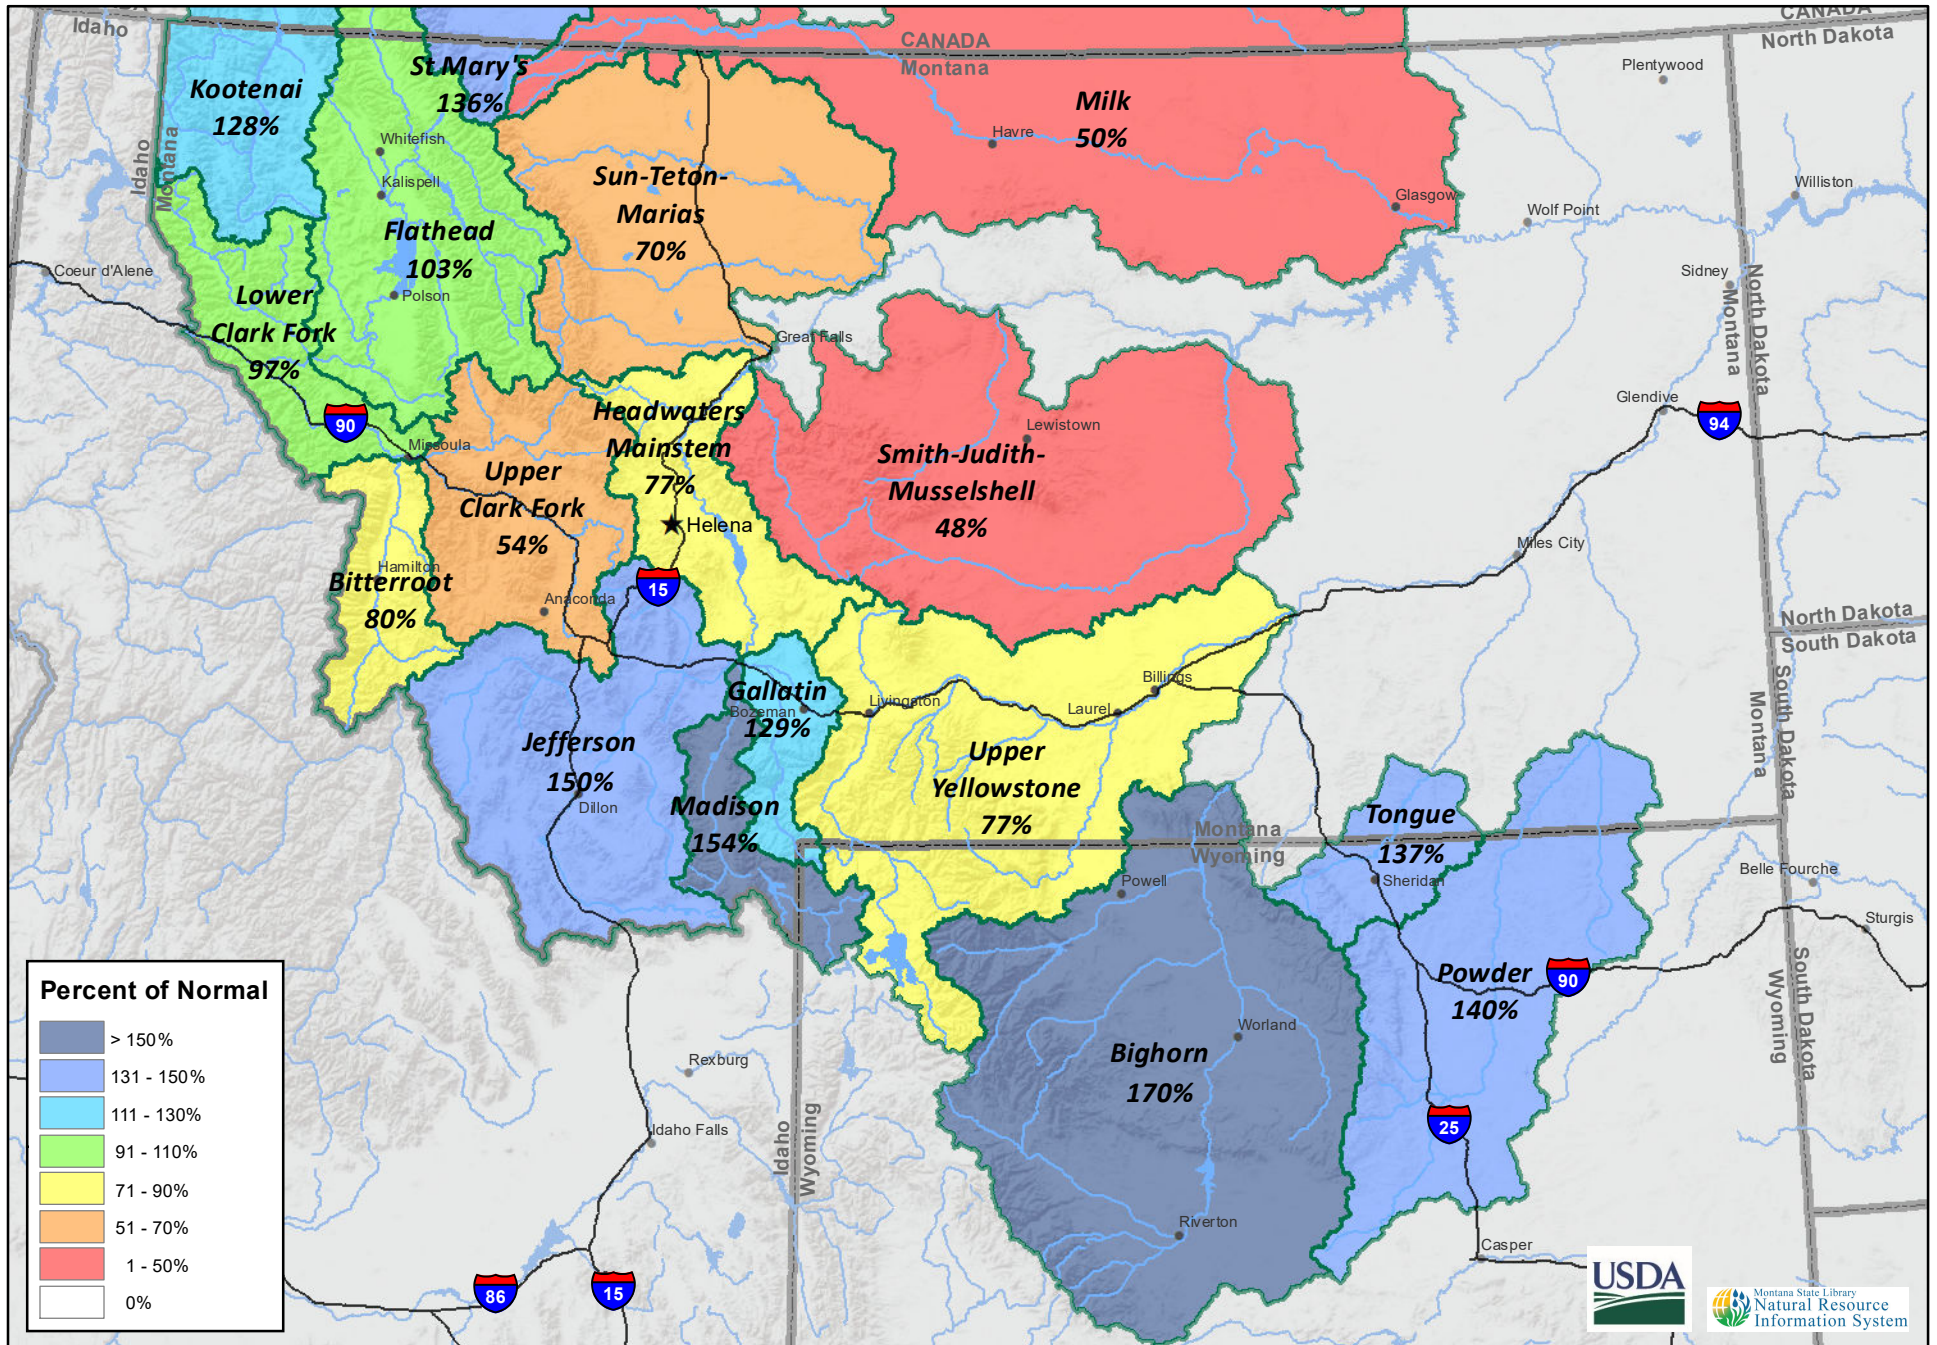 CANADA
Idaho
CANADA
Montana
CANADA
North Dakota
Kootenai
128%
St Mary's
136%
Milk
50%
Plentywood
Whitefish
Havre
Idaho
Montana
Kalispell
Sun-Teton-
Marias
70%
Glasgow
Wolf Point
Williston
Flathead
103%
Coeur d'Alene
Polson
Sidney
North Dakota
Montana
Lower
Clark Fork
97%
Great Falls
Glendive
94
90
Missoula
Headwaters
Mainstem
77%
Lewistown
Upper
Clark Fork
54%
Smith-Judith-
Musselshell
48%
Helena
Miles City
Hamilton
Bitterroot
80%
Anaconda
15
North Dakota
South Dakota
Gallatin
Bozeman
129%
Livingston
Laurel
Billings
South Dakota
Montana
Jefferson
150%
Dillon
Madison
154%
Upper
Yellowstone
77%
Montana
Wyoming
Tongue
137%
Sheridan
Powell
Belle Fourche
Sturgis
Powder
140%
90
South Dakota
Wyoming
Worland
Bighorn
170%
Rexburg
25
Idaho Falls
Idaho
Wyoming
Riverton
Casper
86
15
Percent of Normal
> 150%
131 - 150%
111 - 130%
91 - 110%
71 - 90%
51 - 70%
1 - 50%
0%
USDA
Montana State Library
Natural Resource
Information System